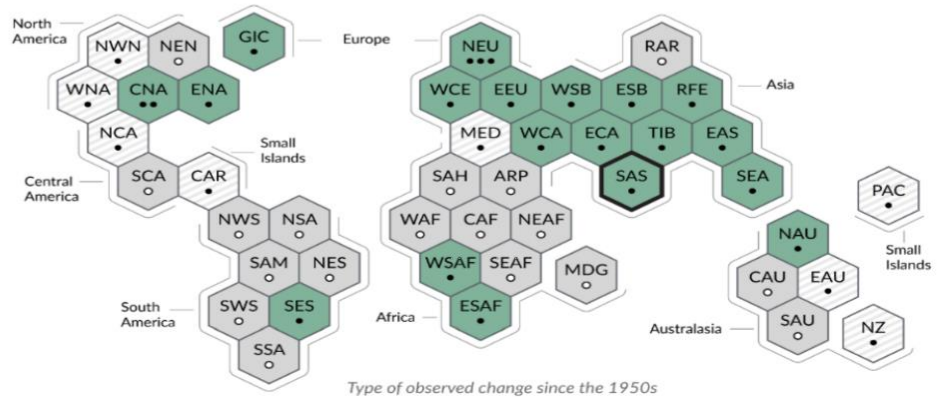 North
America
NWN
NEN
GIC
Europe
NEU
RAR
WNA
CNA
ENA
WCE
EEU
WSB
ESB
RFE
Asia
NCA
MED
WCA
ECA
TIB
EAS
Small
Islands
Central
America
SCA
CAR
SAH
ARP
SAS
SEA
PAC
NWS
NSA
WAF
CAF
NEAF
NAU
Small
Islands
SAM
NES
WSAF
SEAF
MDG
CAU
EAU
South
America
SWS
SES
Africa
ESAF
Australasia
SAU
NZ
SSA
Type of observed change since the 1950s